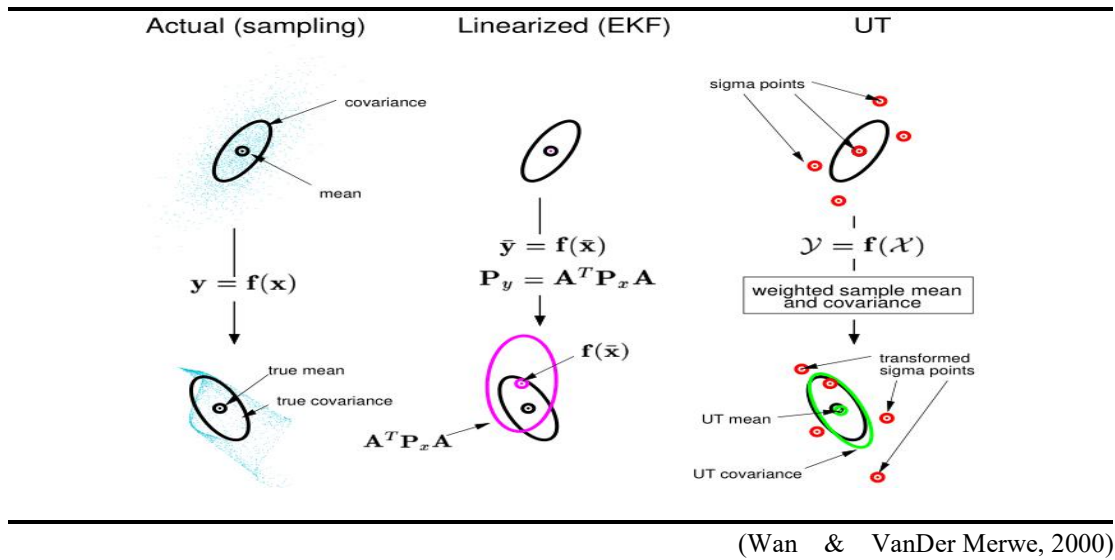 Actual (sampling)
Linearized (EKF)
UT
covariance
mean
y = f(x)
true mean
true covariance
ȳ = f(x̄)
P_y = A^T P_x A
f(x̄)
A^T P_x A
sigma points
𝒴 = f(𝒳)
weighted sample mean
and covariance
transformed
sigma points
UT mean
UT covariance
(Wan & VanDer Merwe, 2000)